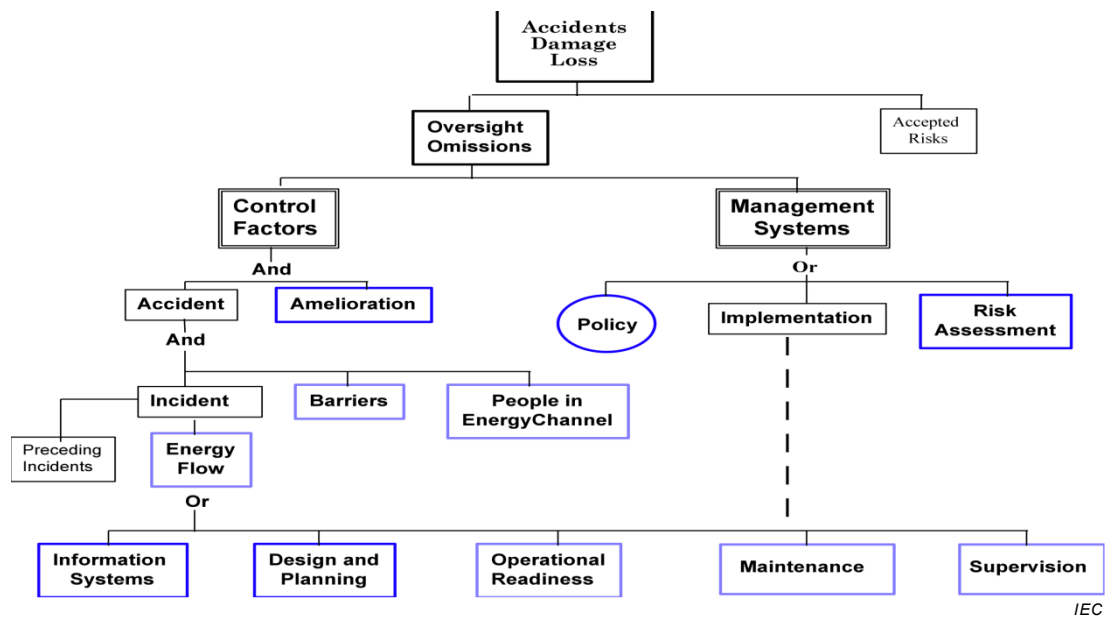 Accidents
Damage
Loss
Oversight
Omissions
Accepted
Risks
Control
Factors
Management
Systems
And
Or
Accident
Amelioration
Policy
Implementation
Risk
Assessment
And
Incident
Barriers
People in
EnergyChannel
Preceding
Incidents
Energy
Flow
Or
Information
Systems
Design and
Planning
Operational
Readiness
Maintenance
Supervision
IEC